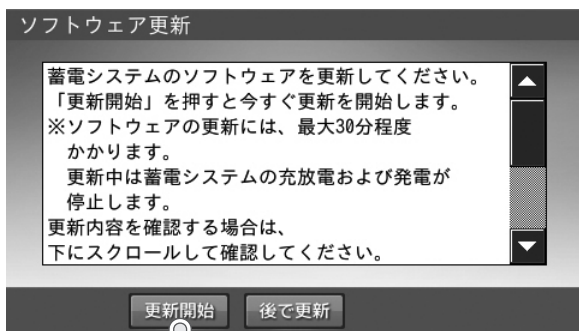 ソフトウェア更新
蓄電システムのソフトウェアを更新してください。
「更新開始」を押すと今すぐ更新を開始します。
※ソフトウェアの更新には、最大30分程度
かかります。
更新中は蓄電システムの充放電および発電が
停止します。
更新内容を確認する場合は、
下にスクロールして確認してください。
更新開始 後で更新